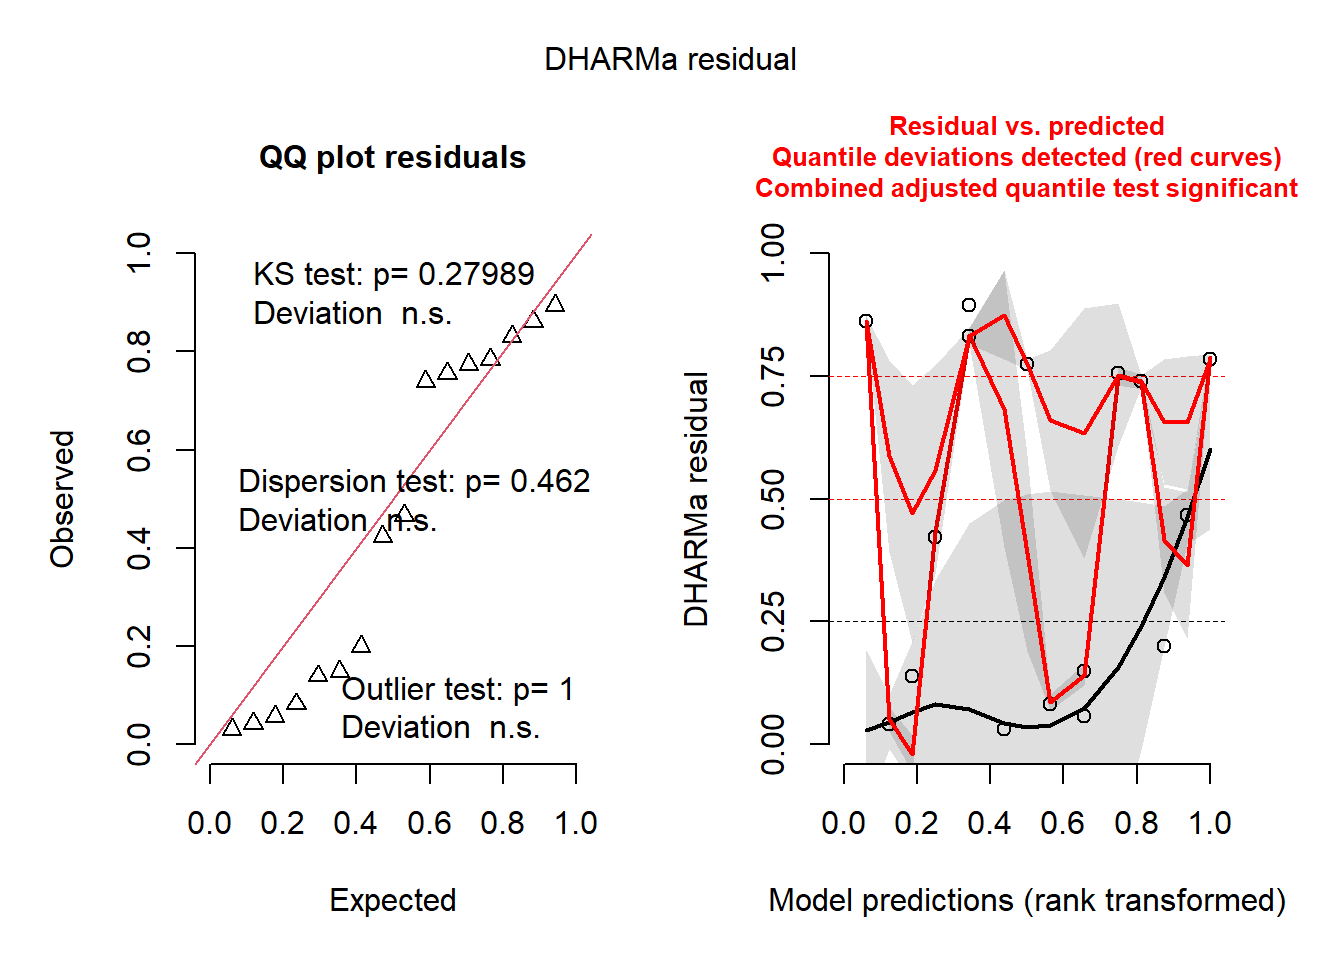 DHARMa residual
QQ plot residuals
KS test: p= 0.27989
Deviation  n.s.
Dispersion test: p= 0.462
Deviation  n.s.
Outlier test: p= 1
Deviation  n.s.
Observed
0.0 0.2 0.4 0.6 0.8 1.0
0.0 0.2 0.4 0.6 0.8 1.0
Expected
Residual vs. predicted
Quantile deviations detected (red curves)
Combined adjusted quantile test significant
DHARMa residual
0.00 0.25 0.50 0.75 1.00
0.0 0.2 0.4 0.6 0.8 1.0
Model predictions (rank transformed)